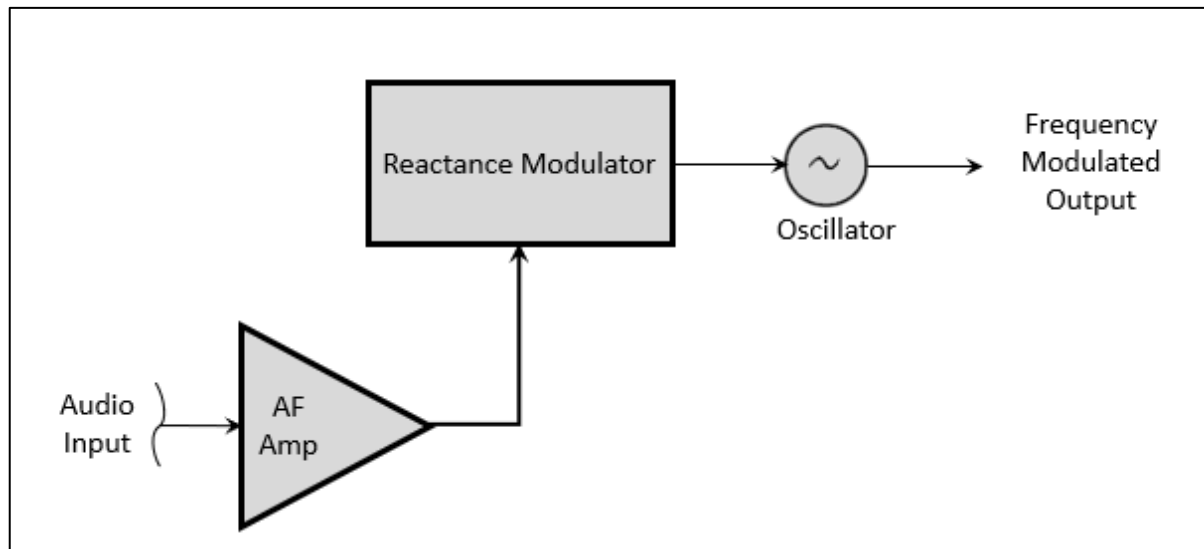 Reactance Modulator
Oscillator
Frequency
Modulated
Output
Audio
Input
AF
Amp